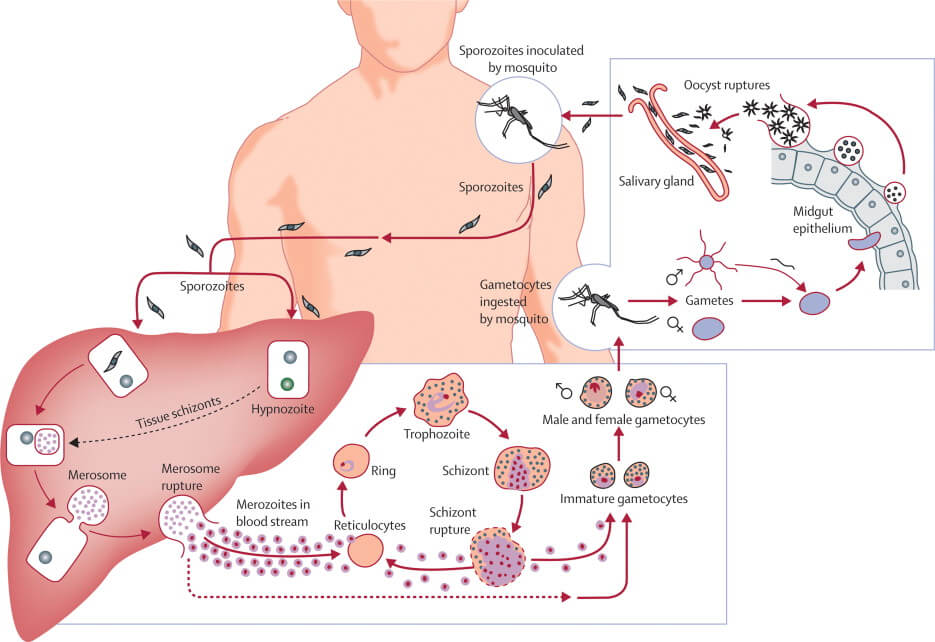 Sporozoites inoculated
by mosquito
Oocyst ruptures
Salivary gland
Sporozoites
Midgut
epithelium
Gametocytes
ingested
by mosquito
♂
Gametes
♀
Sporozoites
Hypnozoite
Tissue schizonts
Merosome
Merosome
rupture
Merozoites in
blood stream
Reticulocytes
Ring
Trophozoite
Schizont
Schizont
rupture
♂
♀
Male and female gametocytes
Immature gametocytes